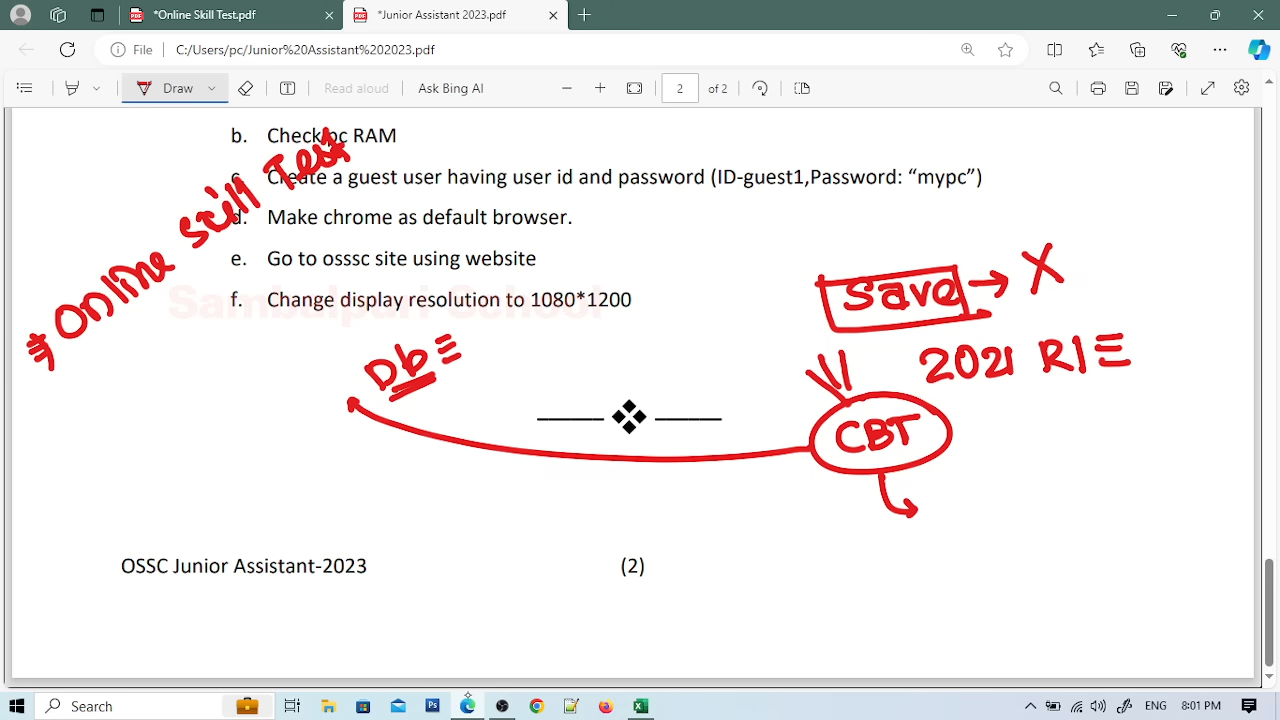 *Online Skill Test.pdf
*Junior Assistant 2023.pdf
File C:/Users/pc/Junior%20Assistant%202023.pdf
Draw Read aloud Ask Bing AI 2 of 2
b. Check pc RAM
c. Create a guest user having user id and password (ID-guest1,Password: “mypc”)
d. Make chrome as default browser.
e. Go to osssc site using website
f. Change display resolution to 1080*1200
Sambalpuri School
Online Skill Test
Save → X
2021 RI
Db
CBT
OSSC Junior Assistant-2023 (2)
Search ENG 8:01 PM